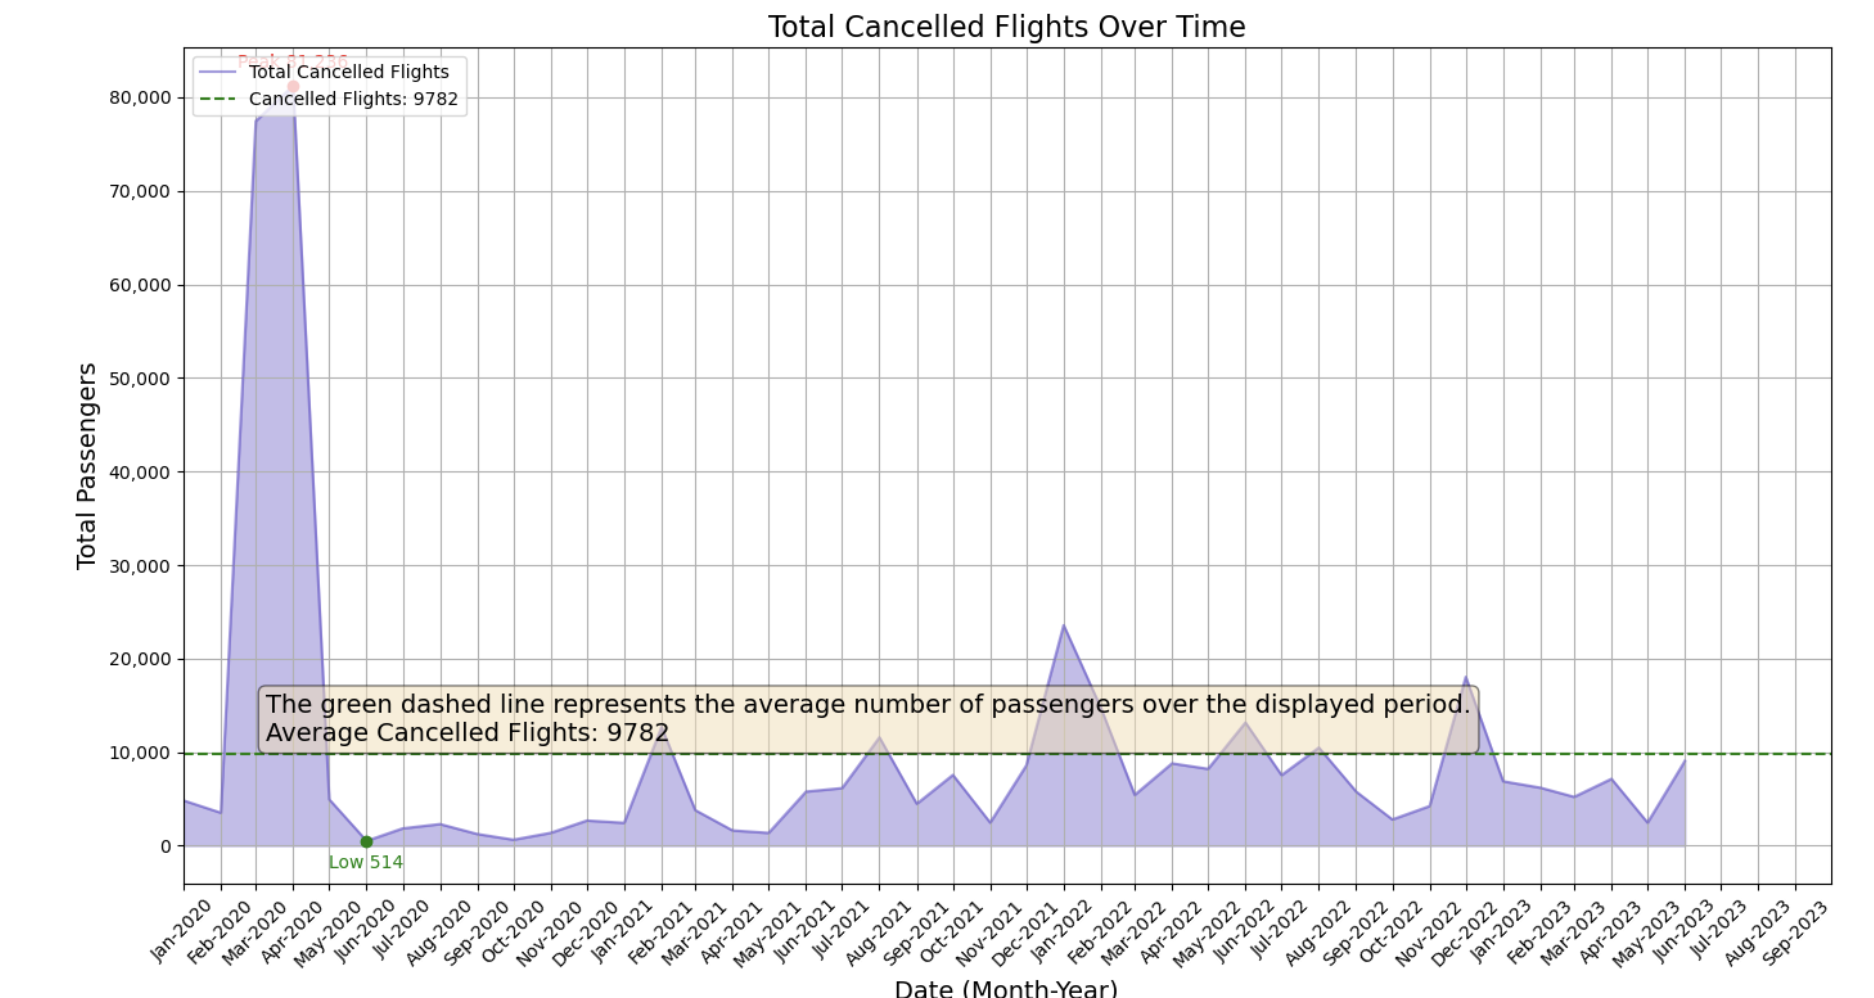 Total Cancelled Flights Over Time
Peak 81,236
Total Cancelled Flights
Cancelled Flights: 9782
80,000
70,000
60,000
50,000
40,000
30,000
20,000
10,000
0
Total Passengers
The green dashed line represents the average number of passengers over the displayed period.
Average Cancelled Flights: 9782
Low 514
Jan-2020
Feb-2020
Mar-2020
Apr-2020
May-2020
Jun-2020
Jul-2020
Aug-2020
Sep-2020
Oct-2020
Nov-2020
Dec-2020
Jan-2021
Feb-2021
Mar-2021
Apr-2021
May-2021
Jun-2021
Jul-2021
Aug-2021
Sep-2021
Oct-2021
Nov-2021
Dec-2021
Jan-2022
Feb-2022
Mar-2022
Apr-2022
May-2022
Jun-2022
Jul-2022
Aug-2022
Sep-2022
Oct-2022
Nov-2022
Dec-2022
Jan-2023
Feb-2023
Mar-2023
Apr-2023
May-2023
Jun-2023
Jul-2023
Aug-2023
Sep-2023
Date (Month-Year)